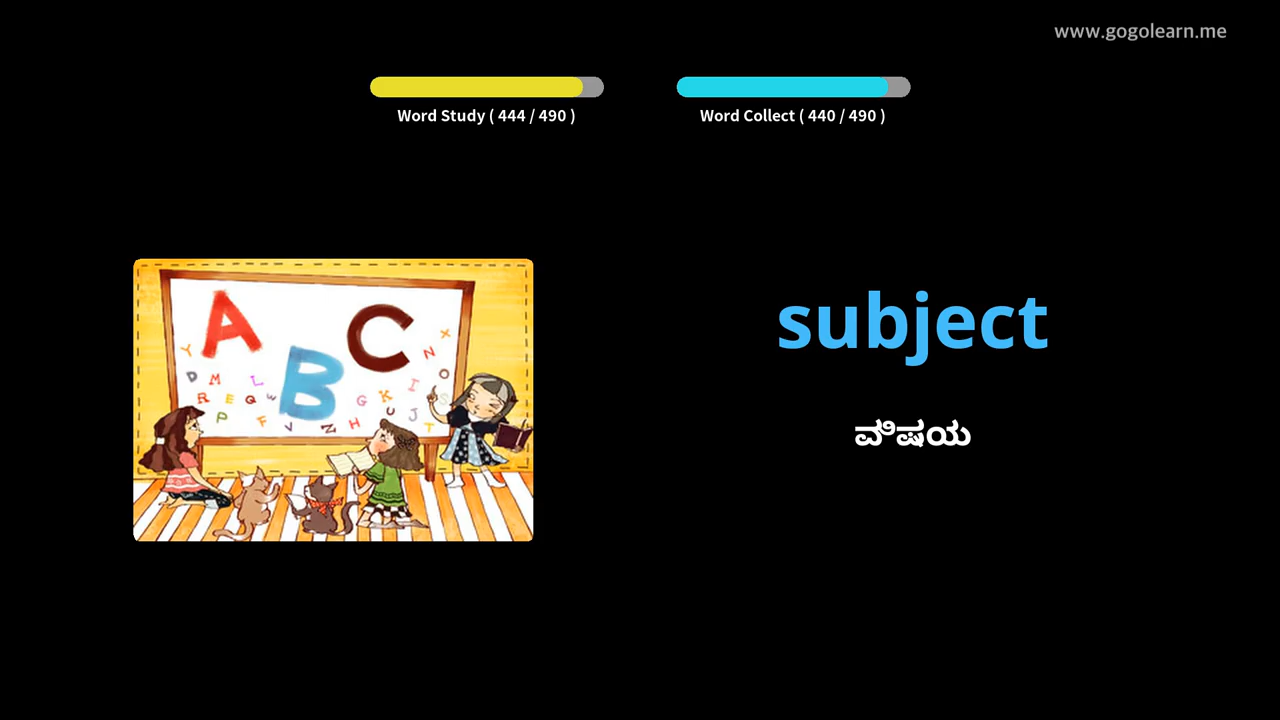 www.gogolearn.me
Word Study ( 444 / 490 )
Word Collect ( 440 / 490 )
A
B
C
X
Y
N
D M L I O
R E Q W G K S
P F V Z H U J T
subject
ವಿಷಯ